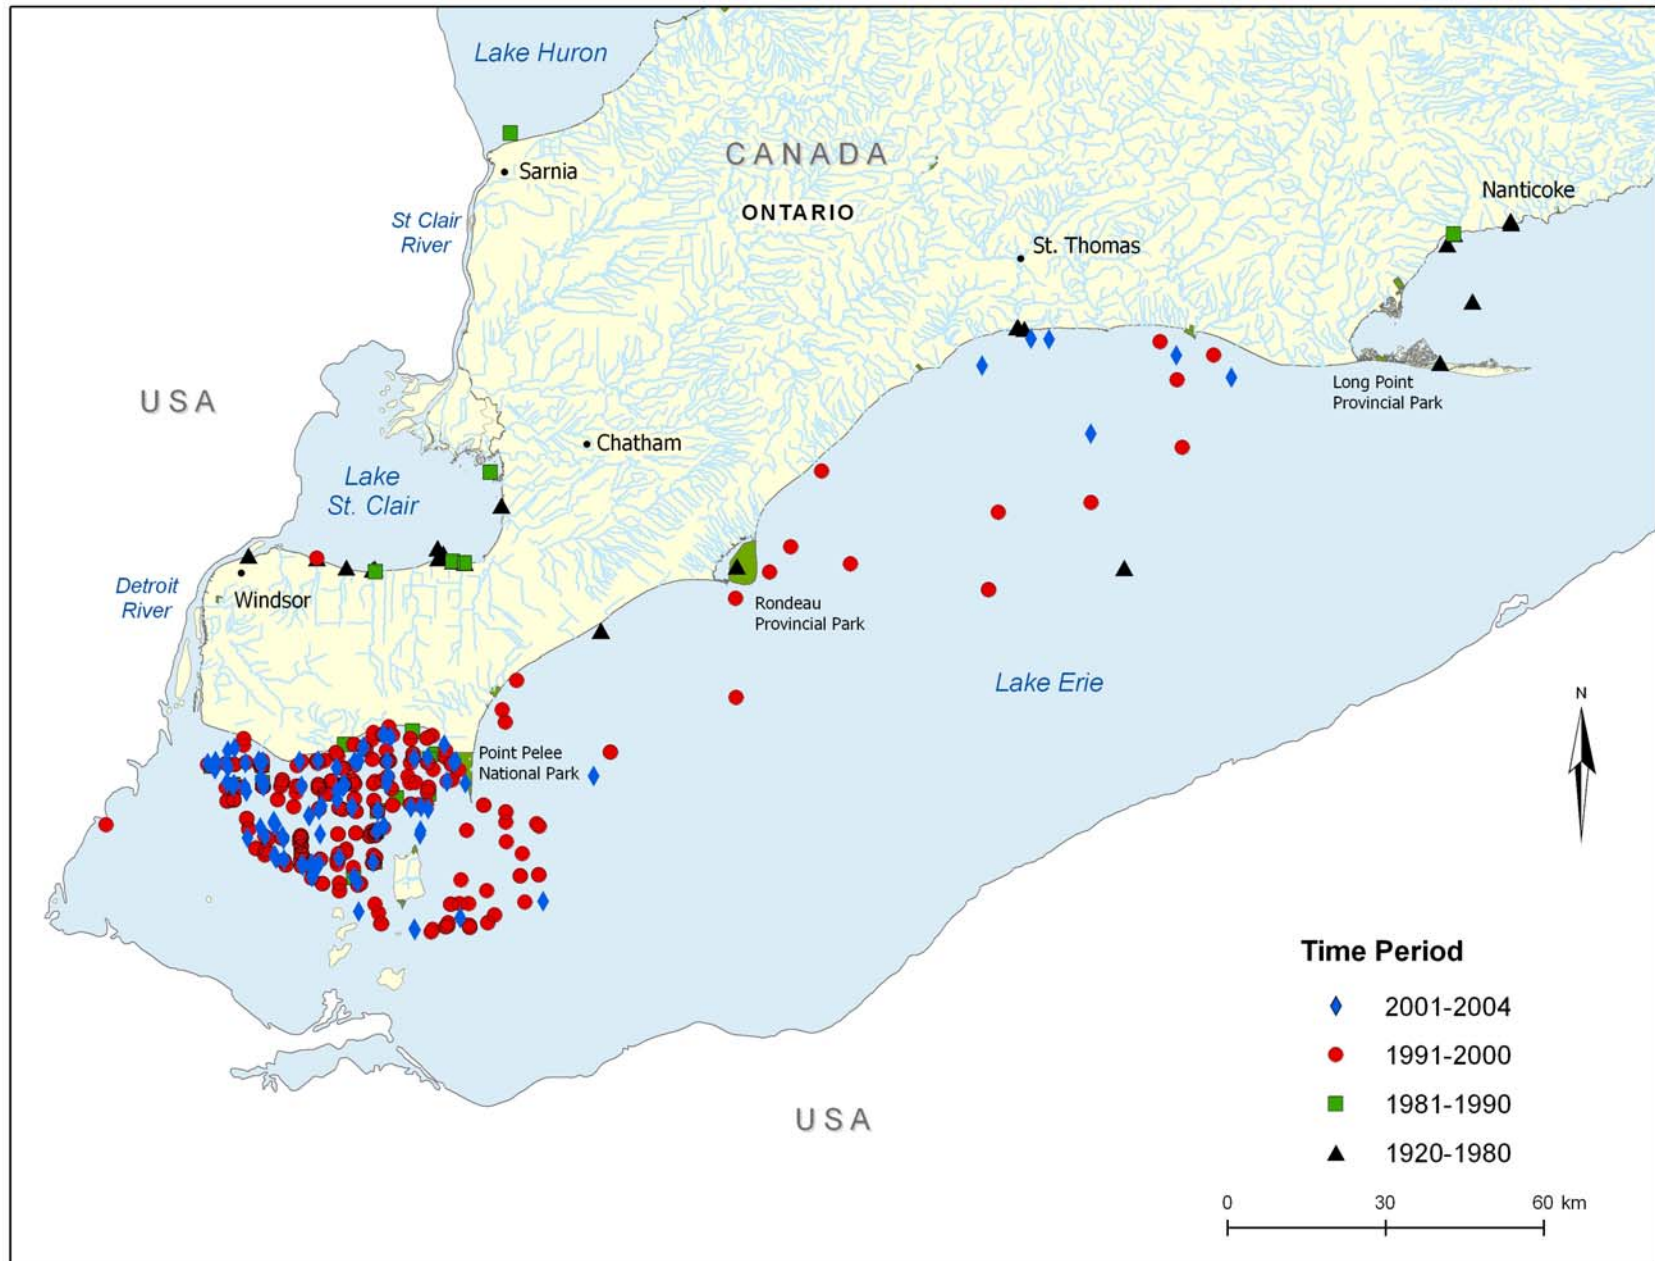 Lake Huron
CANADA
Sarnia
Nanticoke
ONTARIO
St Clair
River
St. Thomas
Long Point
Provincial Park
USA
Chatham
Lake
St. Clair
Detroit
River
Windsor
Rondeau
Provincial Park
Lake Erie
N
Point Pelee
National Park
Time Period
2001-2004
1991-2000
1981-1990
1920-1980
USA
0 30 60 km